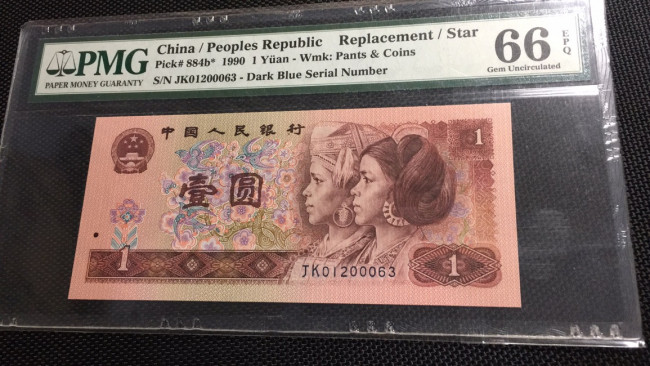 PMG
PAPER MONEY GUARANTY
China / Peoples Republic Replacement / Star
Pick# 884b* 1990 1 Yüan - Wmk: Pants & Coins
S/N JK01200063 - Dark Blue Serial Number
66 EPQ
Gem Uncirculated
中国人民银行
1
壹圆
JK01200063
1
1